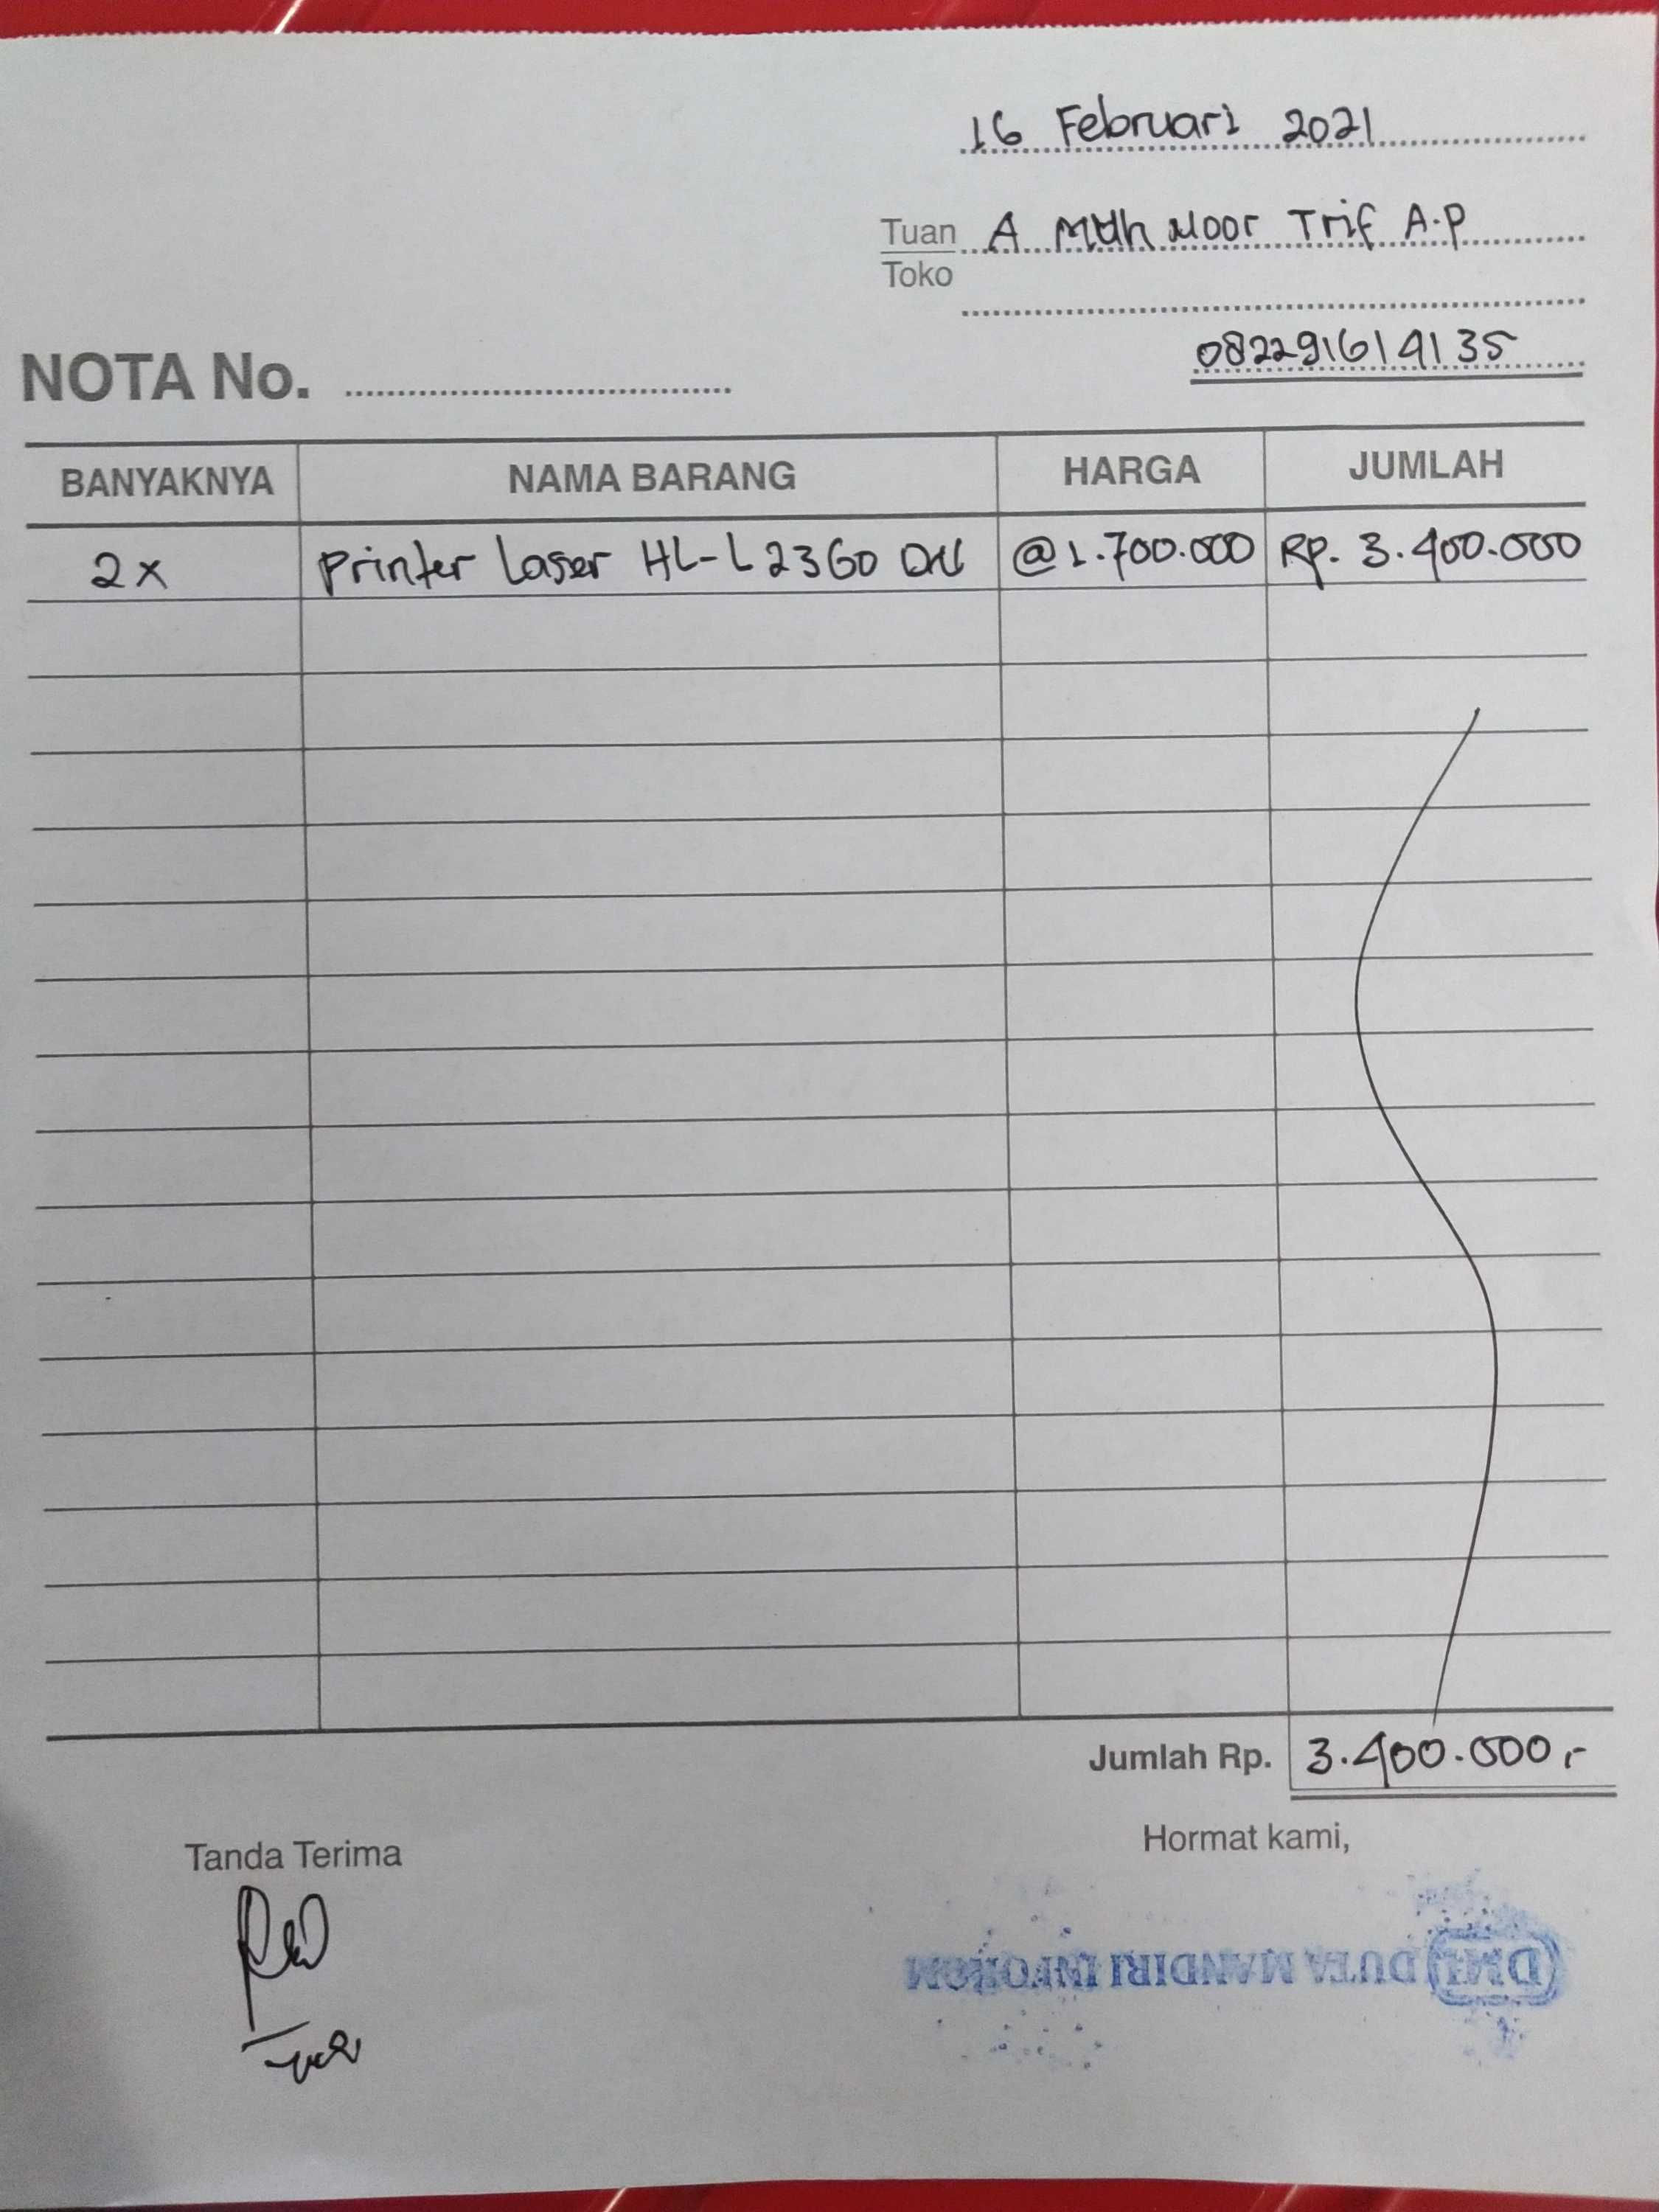 16 Februari 2021
Tuan A Mdh Noor Trif A.P
Toko
082291614135
NOTA No.
BANYAKNYA NAMA BARANG HARGA JUMLAH
2x Printer Laser HL-L2360 DN @1.700.000 Rp. 3.400.000
Jumlah Rp. 3.400.000,-
Tanda Terima
Hormat kami,
DMI DUTA MANDIRI INFOKOM